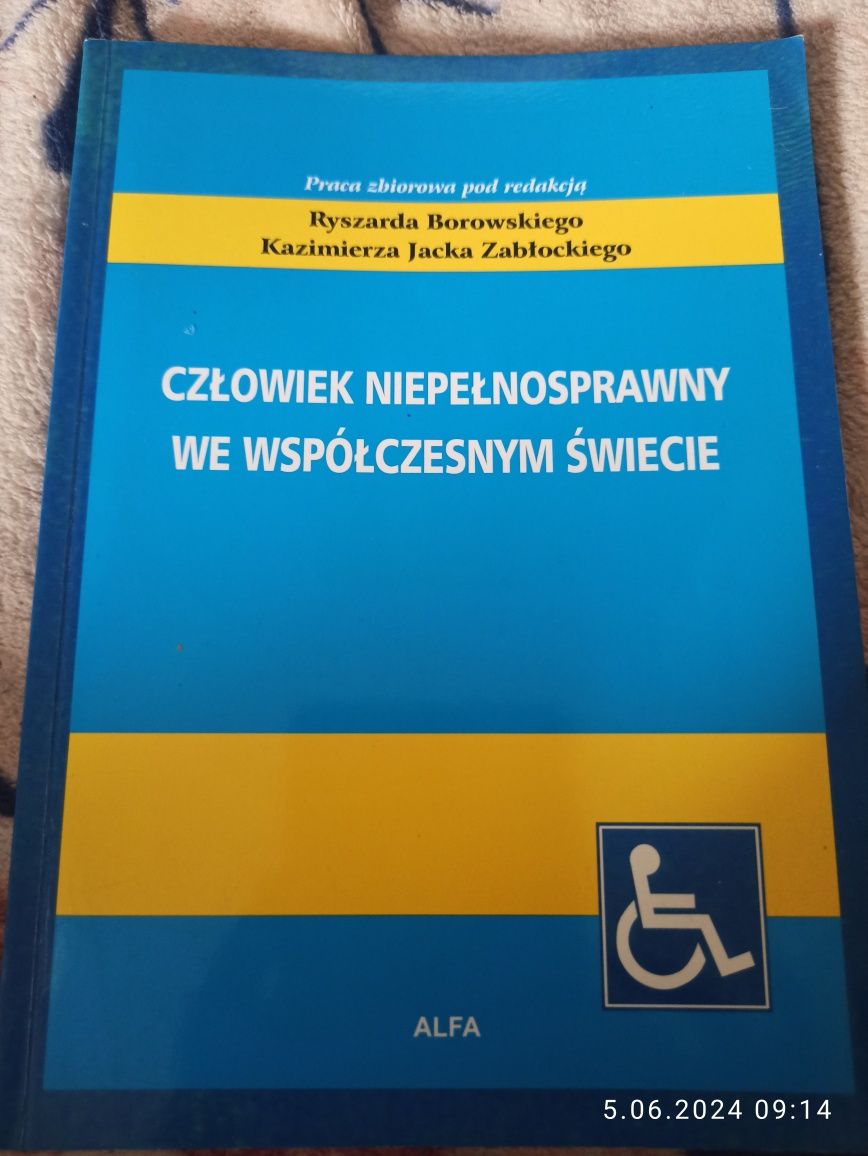 Praca zbiorowa pod redakcją
Ryszarda Borowskiego
Kazimierza Jacka Zabłockiego
CZŁOWIEK NIEPEŁNOSPRAWNY
WE WSPÓŁCZESNYM ŚWIECIE
ALFA
5.06.2024 09:14